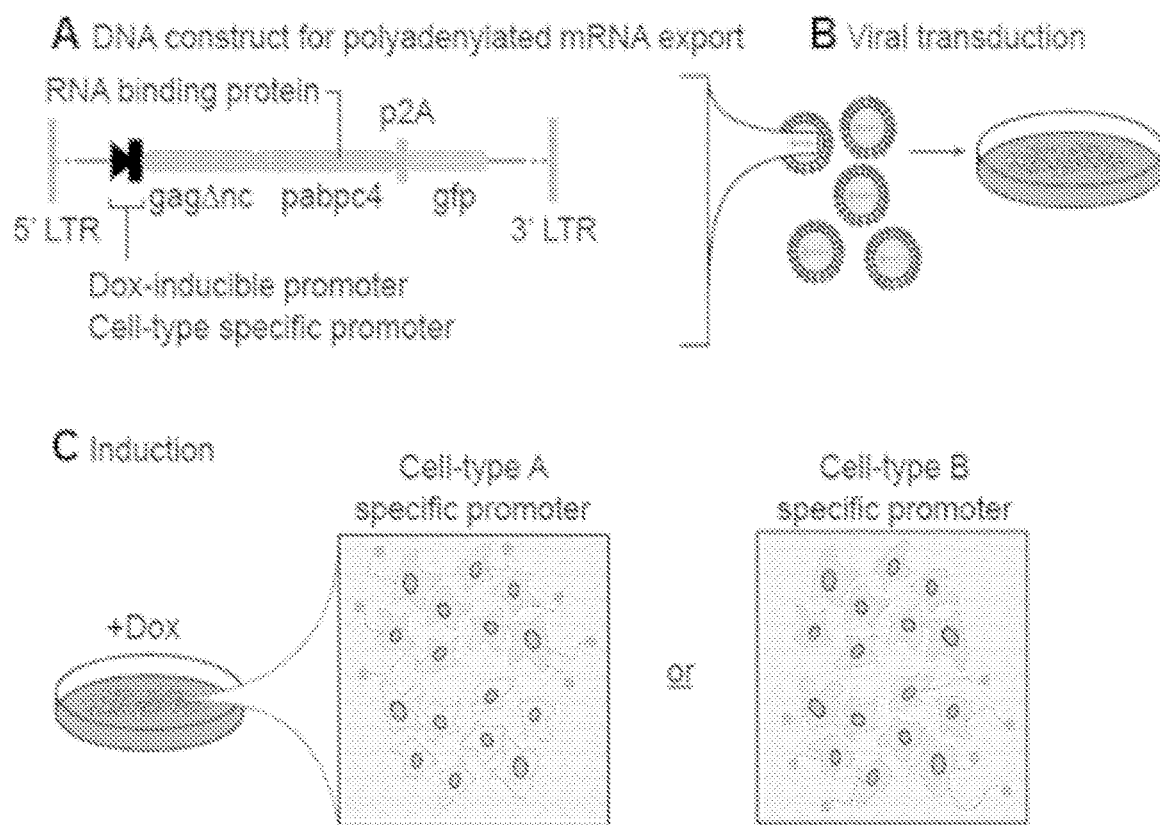 A DNA construct for polyadenylated mRNA export
RNA binding protein
p2A
gagΔnc pabpc4 gfp
5' LTR 3' LTR
Dox-inducible promoter
Cell-type specific promoter
B Viral transduction
C Induction
+Dox
Cell-type A
specific promoter
or
Cell-type B
specific promoter